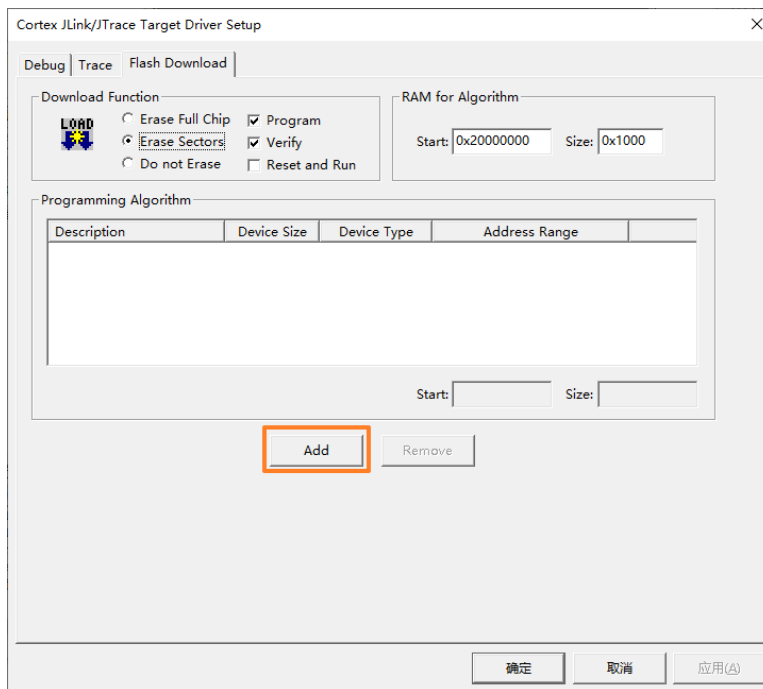 Cortex JLink/JTrace Target Driver Setup
Debug Trace Flash Download
Download Function
LOAD
Erase Full Chip
Erase Sectors
Do not Erase
Program
Verify
Reset and Run
RAM for Algorithm
Start: 0x20000000 Size: 0x1000
Programming Algorithm
Description Device Size Device Type Address Range
Start: Size:
Add Remove
确定 取消 应用(A)